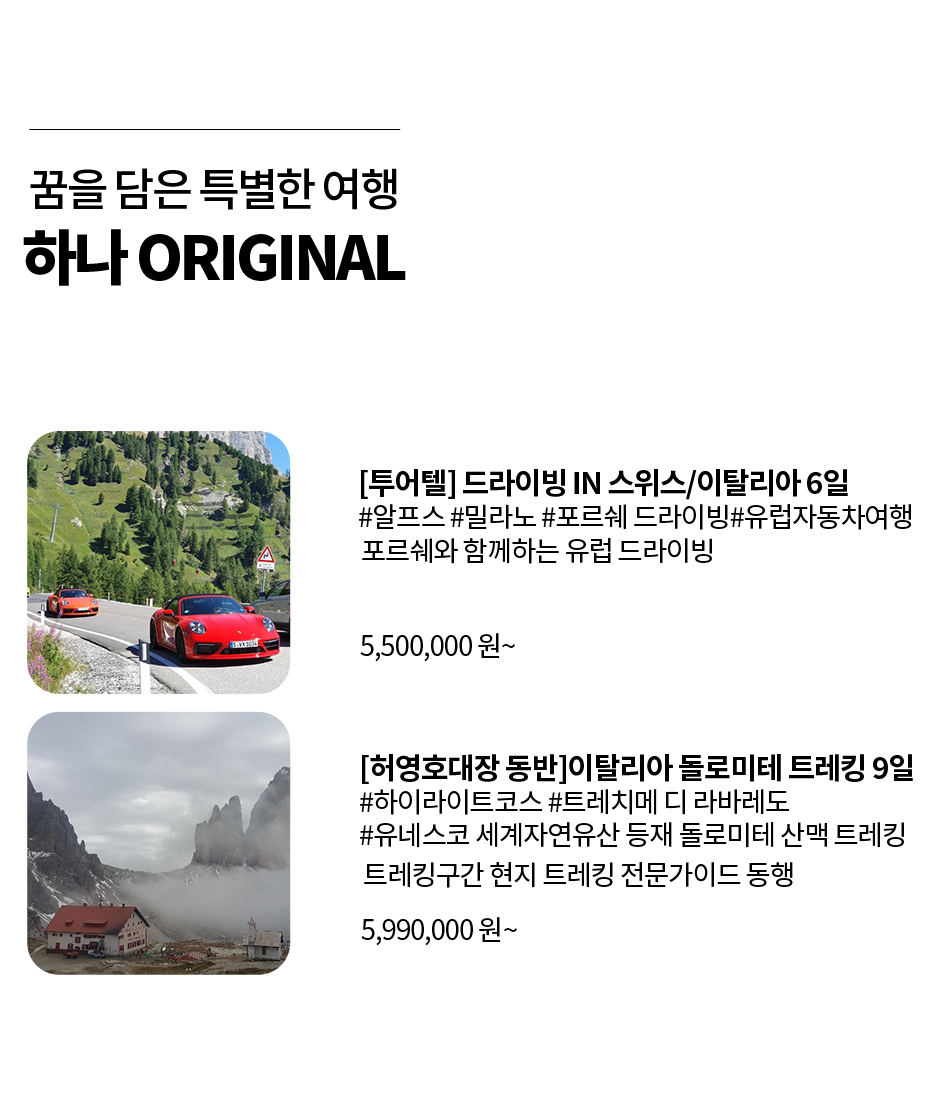 꿈을 담은 특별한 여행
하나 ORIGINAL
[투어텔] 드라이빙 IN 스위스/이탈리아 6일
#알프스 #밀라노 #포르쉐 드라이빙#유럽자동차여행
포르쉐와 함께하는 유럽 드라이빙
5,500,000 원~
[허영호대장 동반]이탈리아 돌로미테 트레킹 9일
#하이라이트코스 #트레치메 디 라바레도
#유네스코 세계자연유산 등재 돌로미테 산맥 트레킹
트레킹구간 현지 트레킹 전문가이드 동행
5,990,000 원~